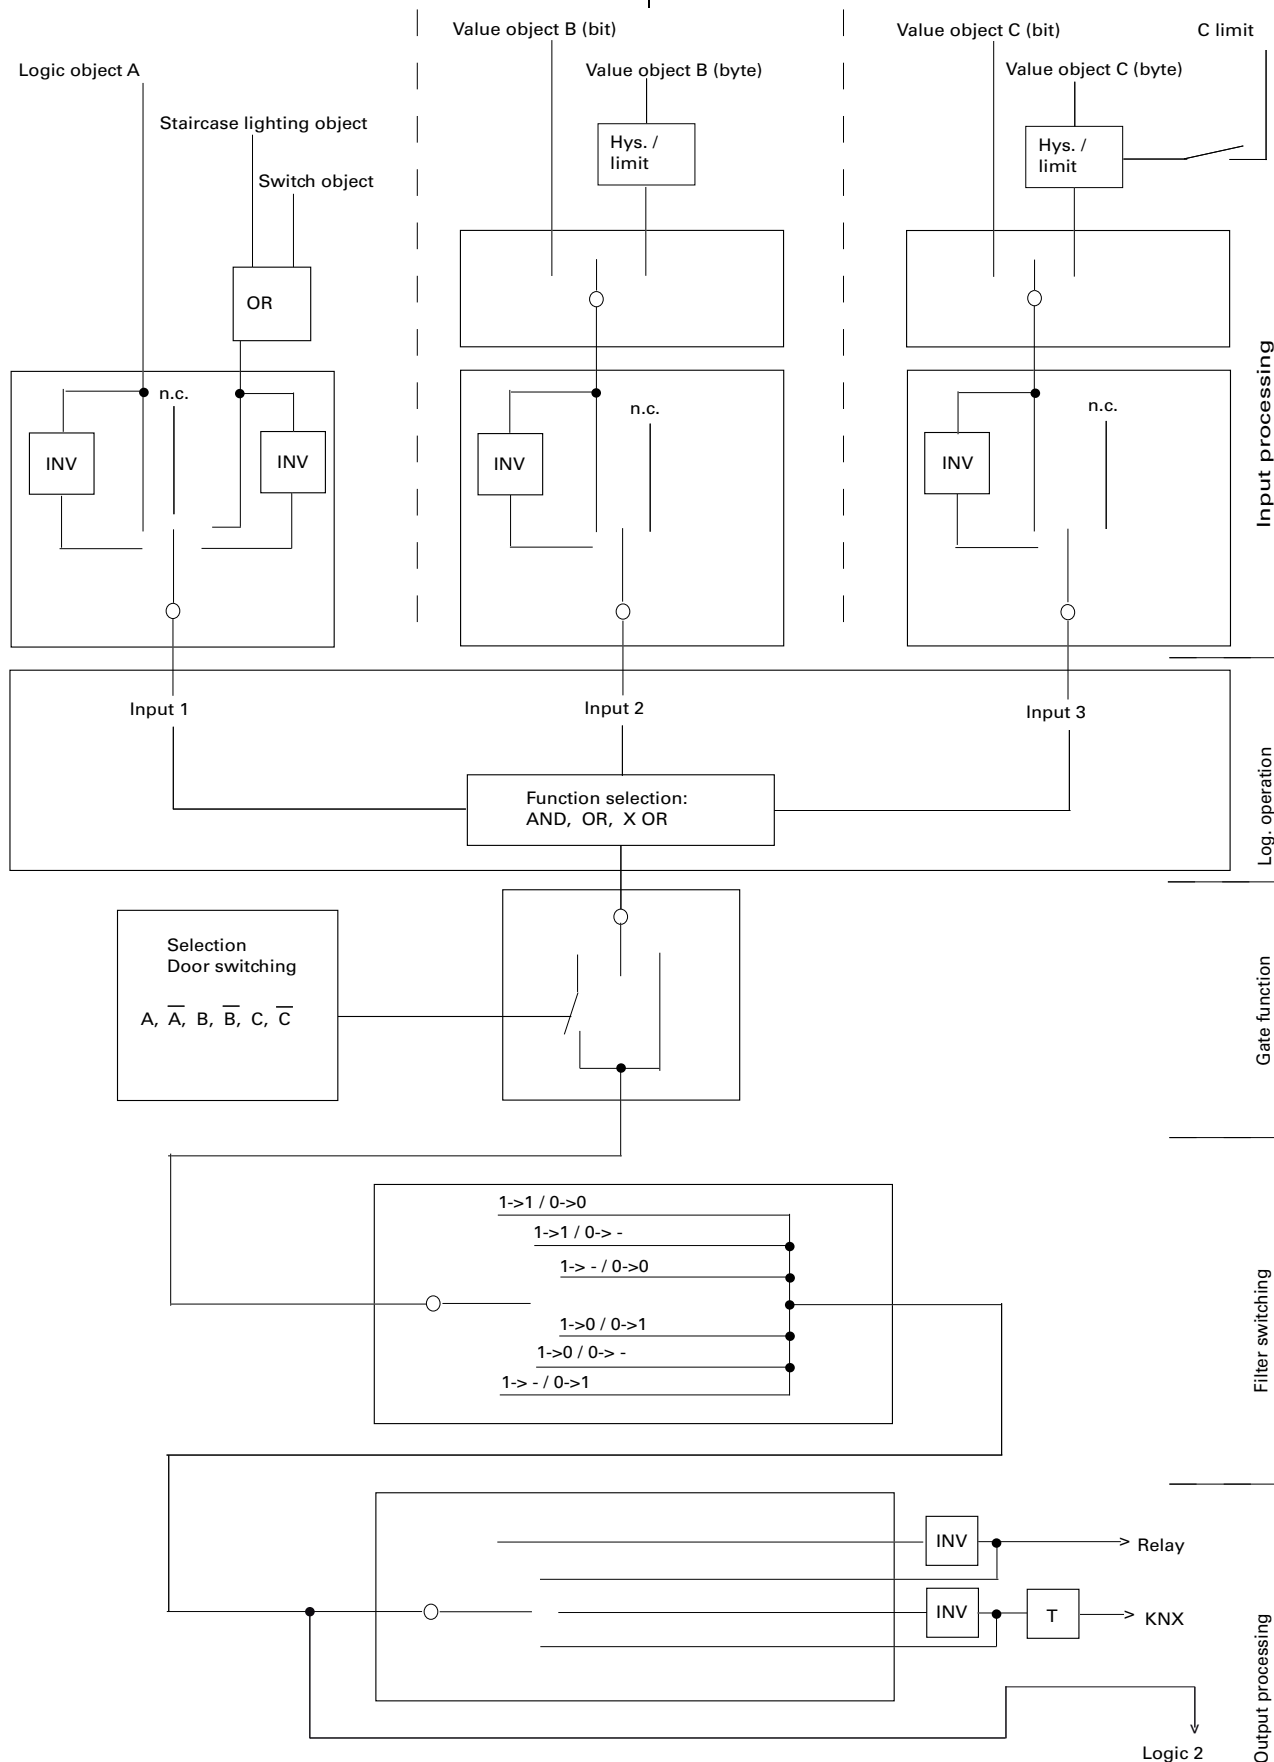 Value object B (bit)
Value object C (bit)
C limit
Logic object A
Value object B (byte)
Value object C (byte)
Staircase lighting object
Hys. /
limit
Hys. /
limit
Switch object
OR
Input processing
n.c.
n.c.
n.c.
INV
INV
INV
INV
Input 1
Input 2
Input 3
Function selection:
AND, OR, X OR
Log. operation
Selection
Door switching
A, A̅, B, B̅, C, C̅
Gate function
1->1 / 0->0
1->1 / 0-> -
1-> - / 0->0
1->0 / 0->1
1->0 / 0-> -
1-> - / 0->1
Filter switching
INV
Relay
INV
T
KNX
Output processing
Logic 2